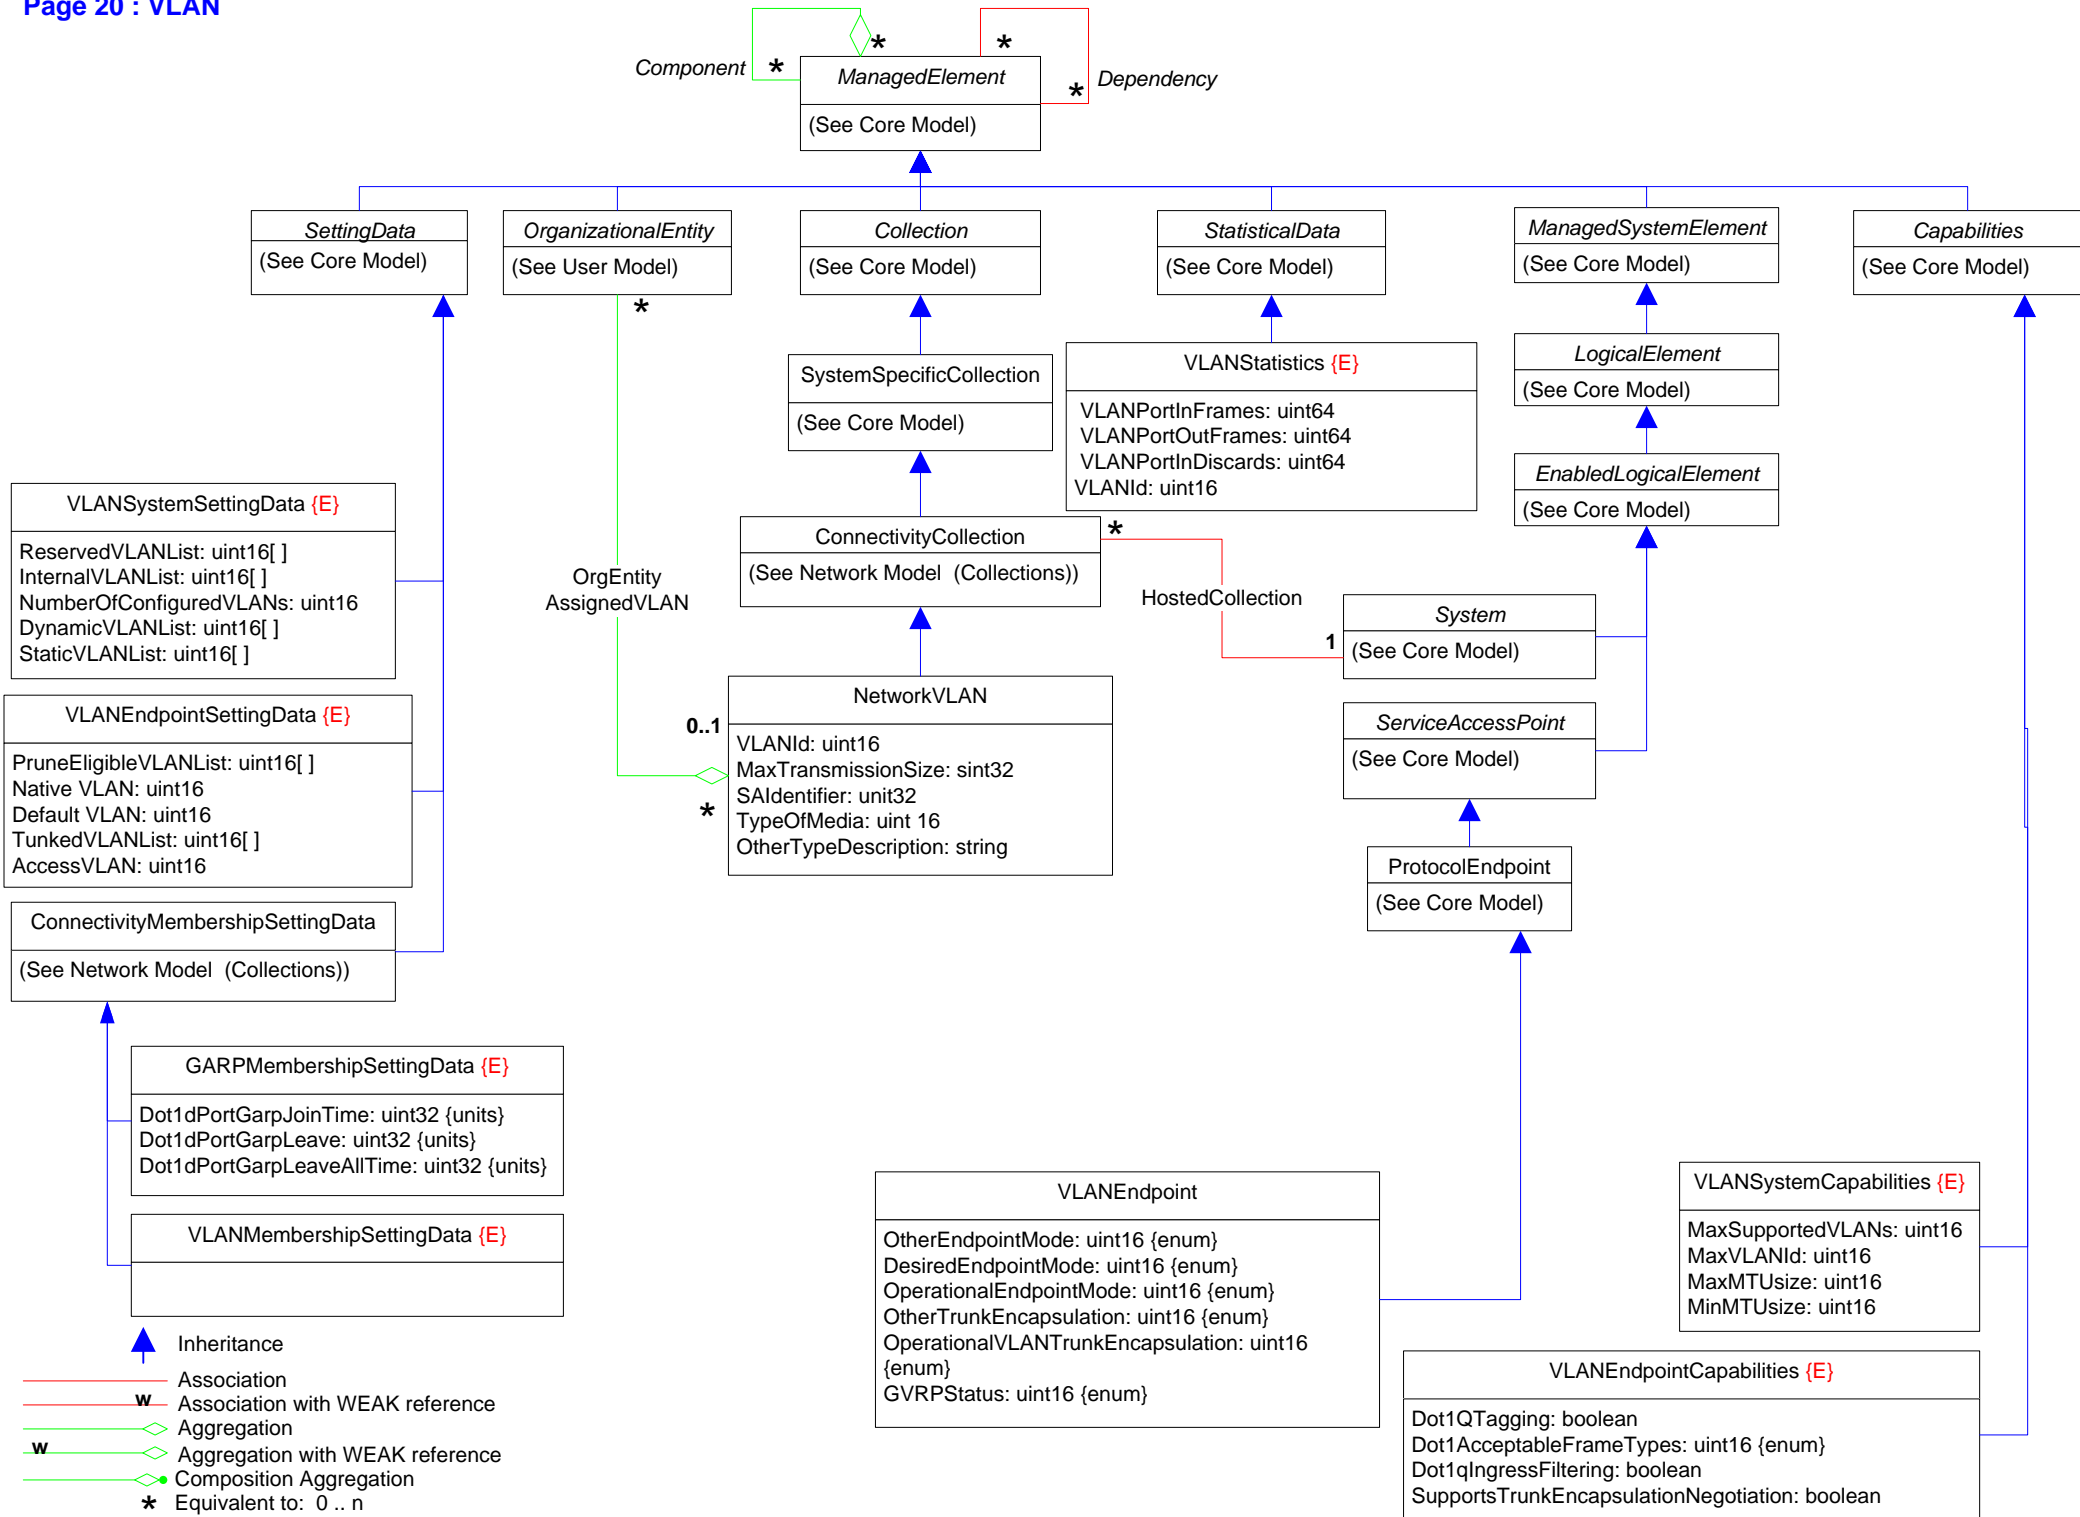 Page 20 : VLAN
Component
*
*
*
*
Dependency
ManagedElement
(See Core Model)
SettingData
(See Core Model)
OrganizationalEntity
(See User Model)
*
Collection
(See Core Model)
StatisticalData
(See Core Model)
ManagedSystemElement
(See Core Model)
Capabilities
(See Core Model)
SystemSpecificCollection
(See Core Model)
VLANStatistics {E}
VLANPortInFrames: uint64
VLANPortOutFrames: uint64
VLANPortInDiscards: uint64
VLANId: uint16
LogicalElement
(See Core Model)
EnabledLogicalElement
(See Core Model)
VLANSystemSettingData {E}
ReservedVLANList: uint16[ ]
InternalVLANList: uint16[ ]
NumberOfConfiguredVLANs: uint16
DynamicVLANList: uint16[ ]
StaticVLANList: uint16[ ]
OrgEntity
AssignedVLAN
ConnectivityCollection
(See Network Model (Collections))
*
HostedCollection
1
System
(See Core Model)
VLANEndpointSettingData {E}
PruneEligibleVLANList: uint16[ ]
Native VLAN: uint16
Default VLAN: uint16
TunkedVLANList: uint16[ ]
AccessVLAN: uint16
0..1
*
NetworkVLAN
VLANId: uint16
MaxTransmissionSize: sint32
SAIdentifier: unit32
TypeOfMedia: uint 16
OtherTypeDescription: string
ServiceAccessPoint
(See Core Model)
ProtocolEndpoint
(See Core Model)
ConnectivityMembershipSettingData
(See Network Model (Collections))
GARPMembershipSettingData {E}
Dot1dPortGarpJoinTime: uint32 {units}
Dot1dPortGarpLeave: uint32 {units}
Dot1dPortGarpLeaveAllTime: uint32 {units}
VLANMembershipSettingData {E}
VLANEndpoint
OtherEndpointMode: uint16 {enum}
DesiredEndpointMode: uint16 {enum}
OperationalEndpointMode: uint16 {enum}
OtherTrunkEncapsulation: uint16 {enum}
OperationalVLANTrunkEncapsulation: uint16
{enum}
GVRPStatus: uint16 {enum}
VLANSystemCapabilities {E}
MaxSupportedVLANs: uint16
MaxVLANId: uint16
MaxMTUsize: uint16
MinMTUsize: uint16
VLANEndpointCapabilities {E}
Dot1QTagging: boolean
Dot1AcceptableFrameTypes: uint16 {enum}
Dot1qIngressFiltering: boolean
SupportsTrunkEncapsulationNegotiation: boolean
Inheritance
Association
w Association with WEAK reference
Aggregation
w Aggregation with WEAK reference
Composition Aggregation
* Equivalent to: 0 .. n